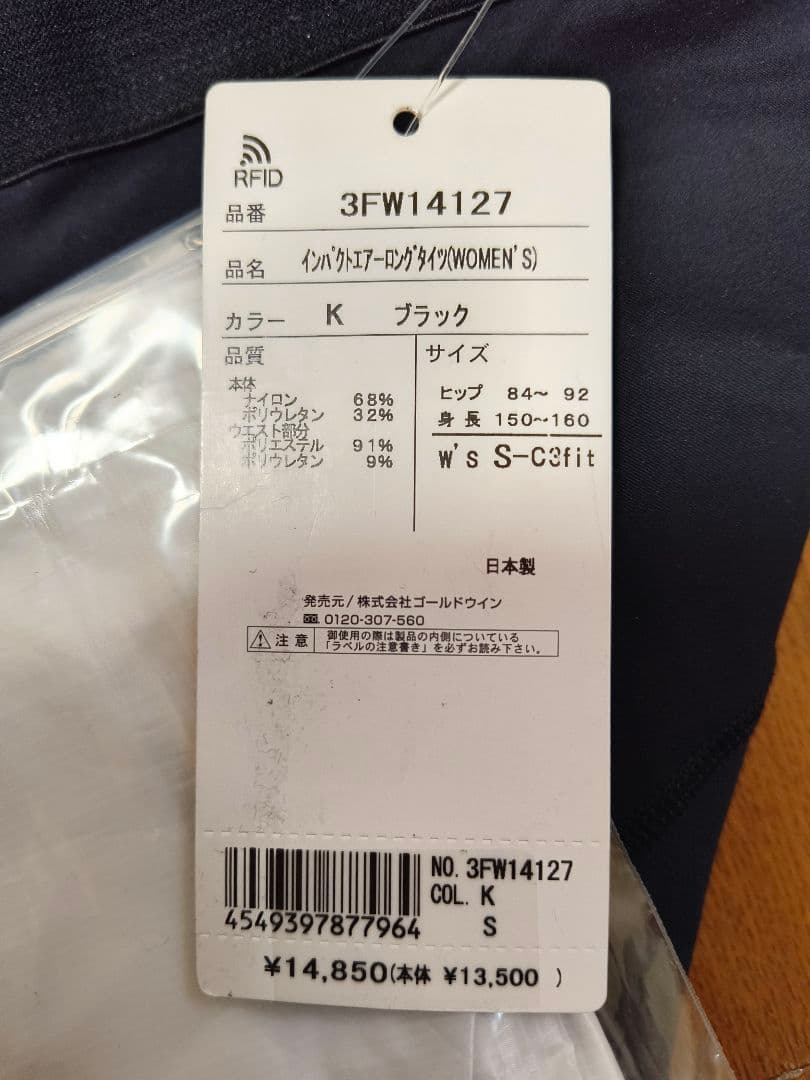 RFID
品番 3FW14127
品名 インパクトエアーロングタイツ(WOMEN'S)
カラー K ブラック
品質
本体
ナイロン 68%
ポリウレタン 32%
ウエスト部分
ポリエステル 91%
ポリウレタン 9%
サイズ
ヒップ 84～ 92
身長 150～160
W's S-C3fit
日本製
発売元/株式会社ゴールドウイン
0120-307-560
注意
御使用の際は製品の内側についている
「ラベルの注意書き」を必ずお読み下さい。
NO. 3FW14127
COL. K
S
4549397877964
¥14,850(本体 ¥13,500 )